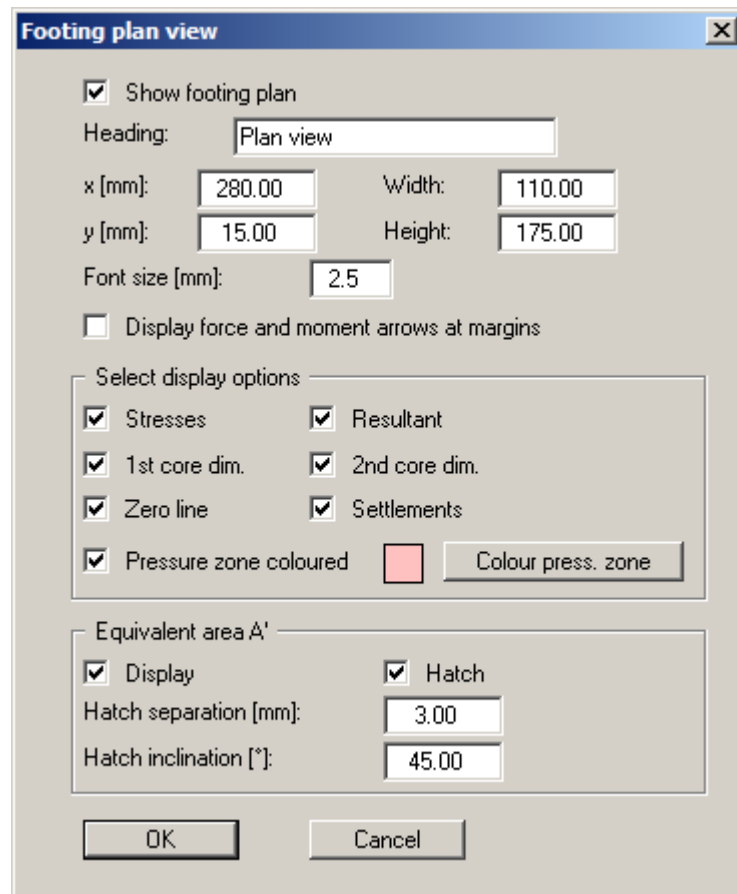 Footing plan view
Show footing plan
Heading: Plan view
x [mm]: 280.00 Width: 110.00
y [mm]: 15.00 Height: 175.00
Font size [mm]: 2.5
Display force and moment arrows at margins
Select display options
Stresses Resultant
1st core dim. 2nd core dim.
Zero line Settlements
Pressure zone coloured Colour press. zone
Equivalent area A'
Display Hatch
Hatch separation [mm]: 3.00
Hatch inclination [°]: 45.00
OK Cancel